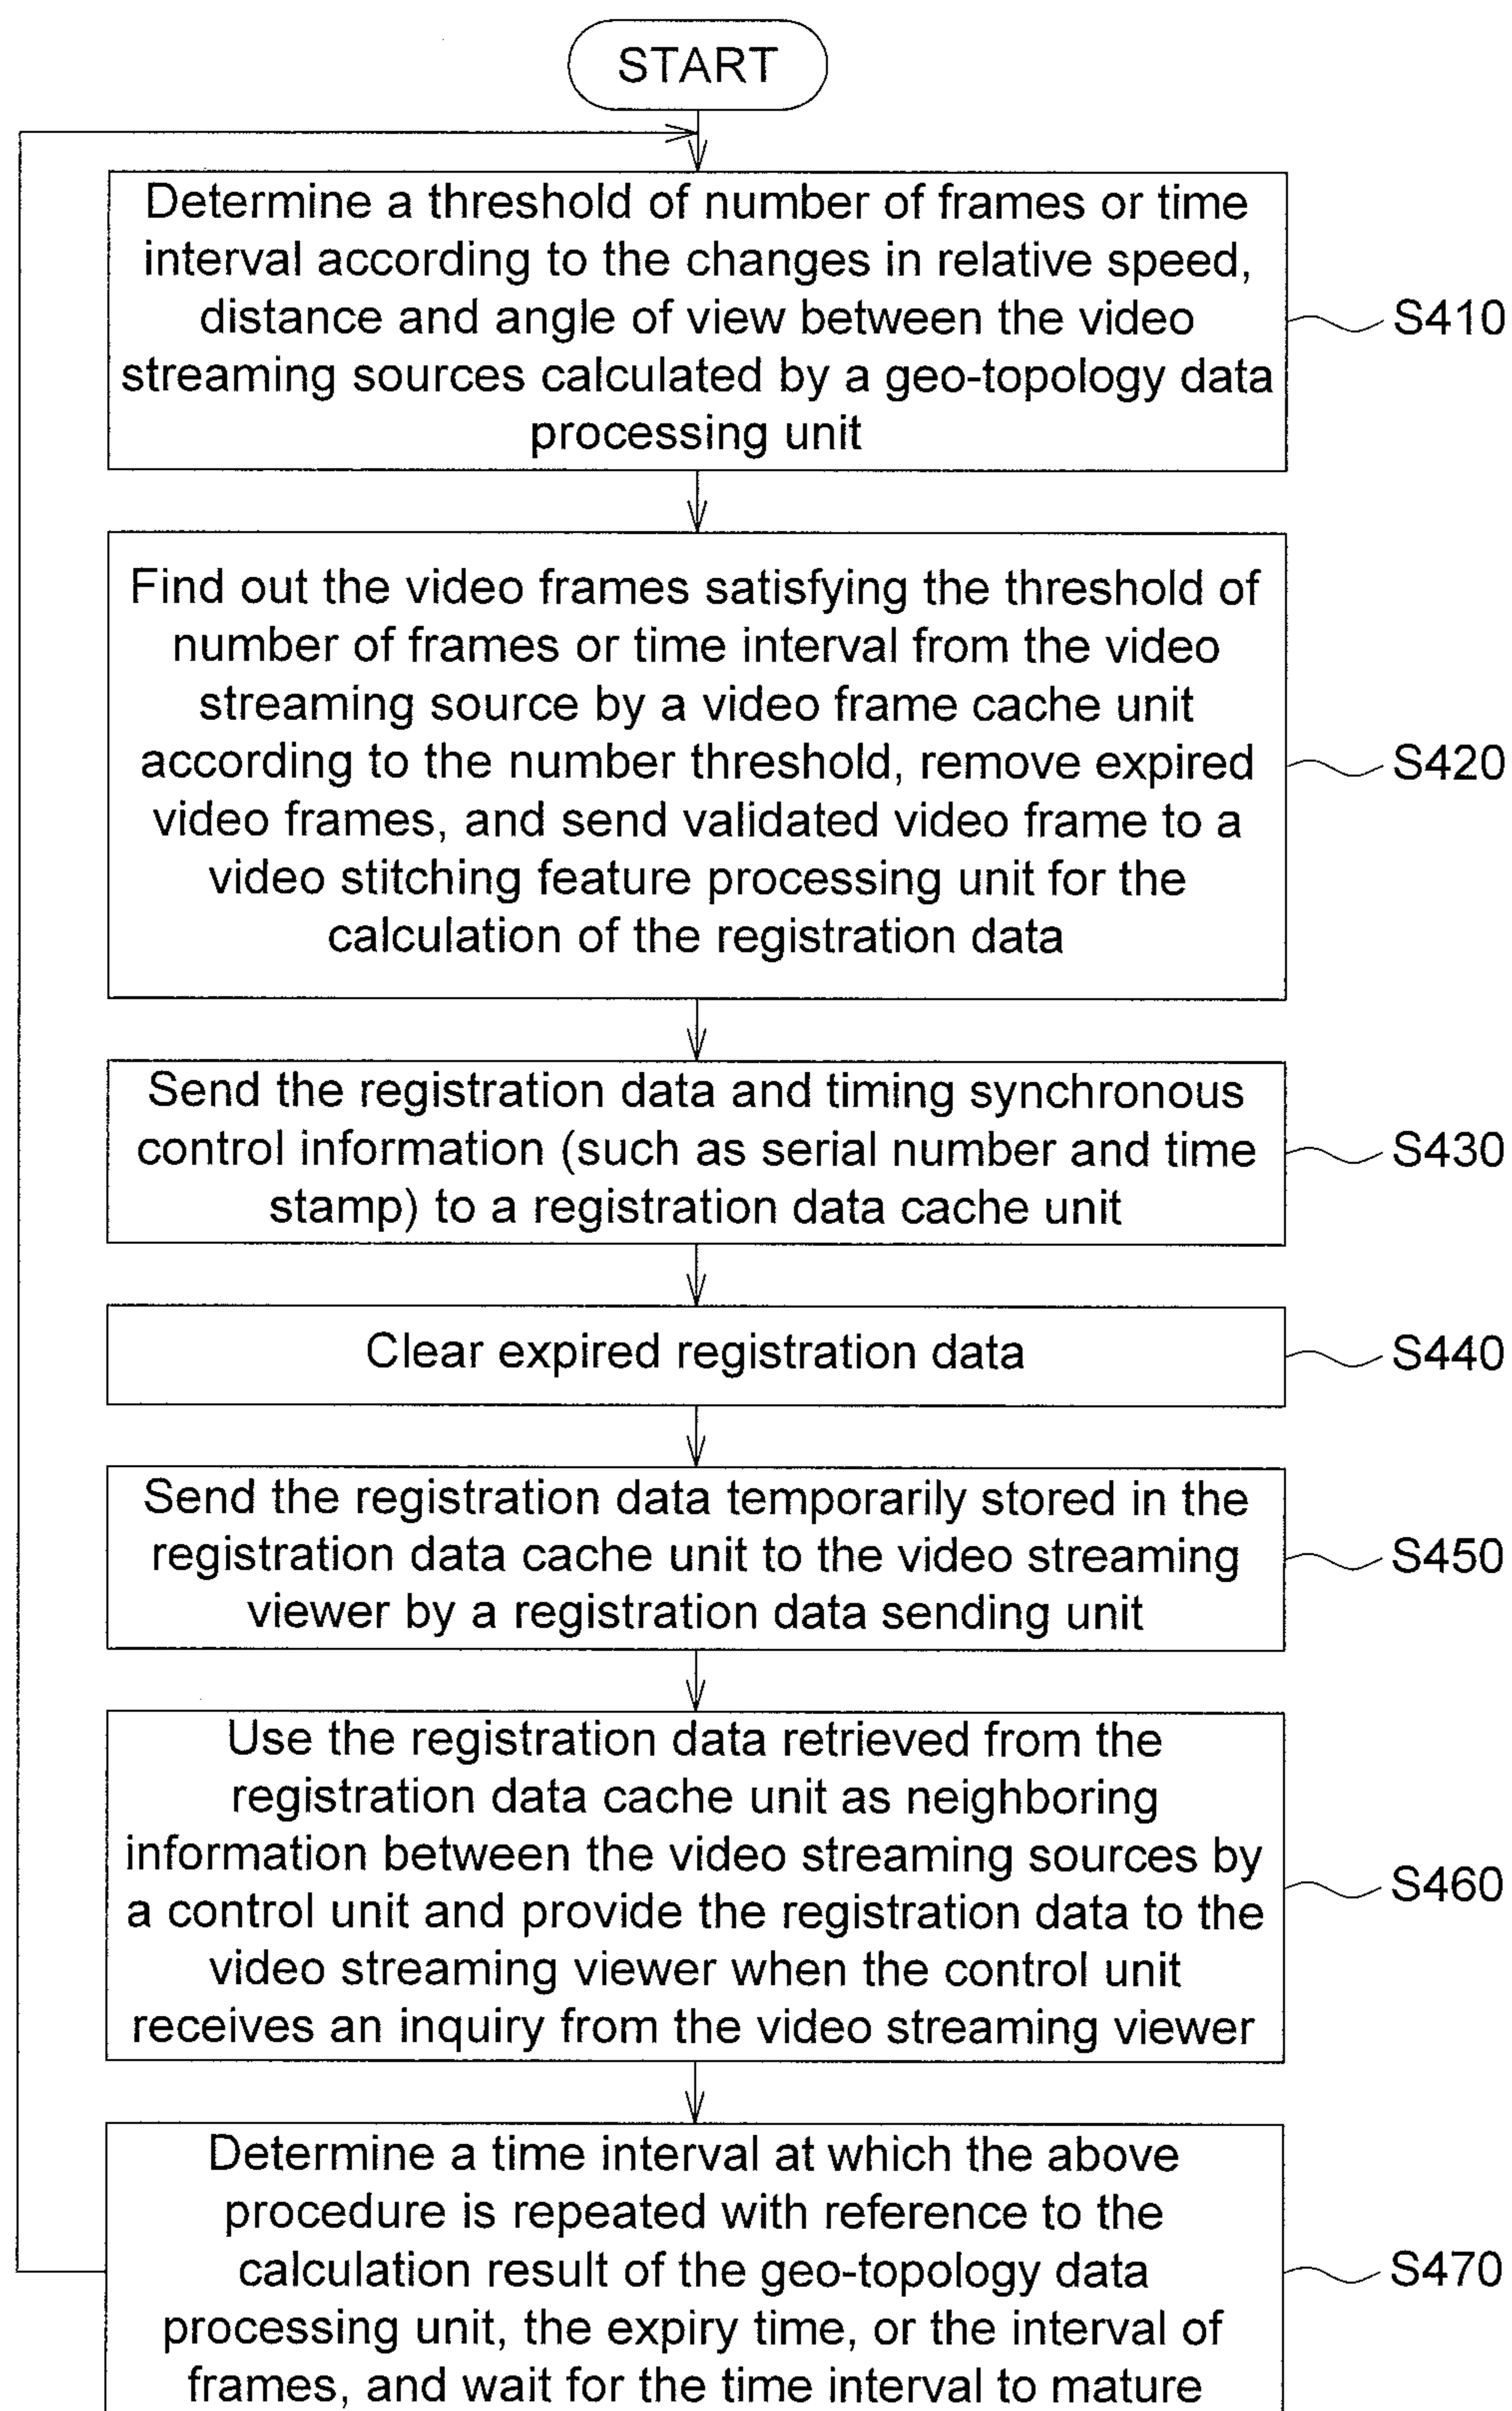 START
Determine a threshold of number of frames or time
interval according to the changes in relative speed,
distance and angle of view between the video
streaming sources calculated by a geo-topology data
processing unit
S410
Find out the video frames satisfying the threshold of
number of frames or time interval from the video
streaming source by a video frame cache unit
according to the number threshold, remove expired
video frames, and send validated video frame to a
video stitching feature processing unit for the
calculation of the registration data
S420
Send the registration data and timing synchronous
control information (such as serial number and time
stamp) to a registration data cache unit
S430
Clear expired registration data
S440
Send the registration data temporarily stored in the
registration data cache unit to the video streaming
viewer by a registration data sending unit
S450
Use the registration data retrieved from the
registration data cache unit as neighboring
information between the video streaming sources by
a control unit and provide the registration data to the
video streaming viewer when the control unit
receives an inquiry from the video streaming viewer
S460
Determine a time interval at which the above
procedure is repeated with reference to the
calculation result of the geo-topology data
processing unit, the expiry time, or the interval of
frames, and wait for the time interval to mature
S470